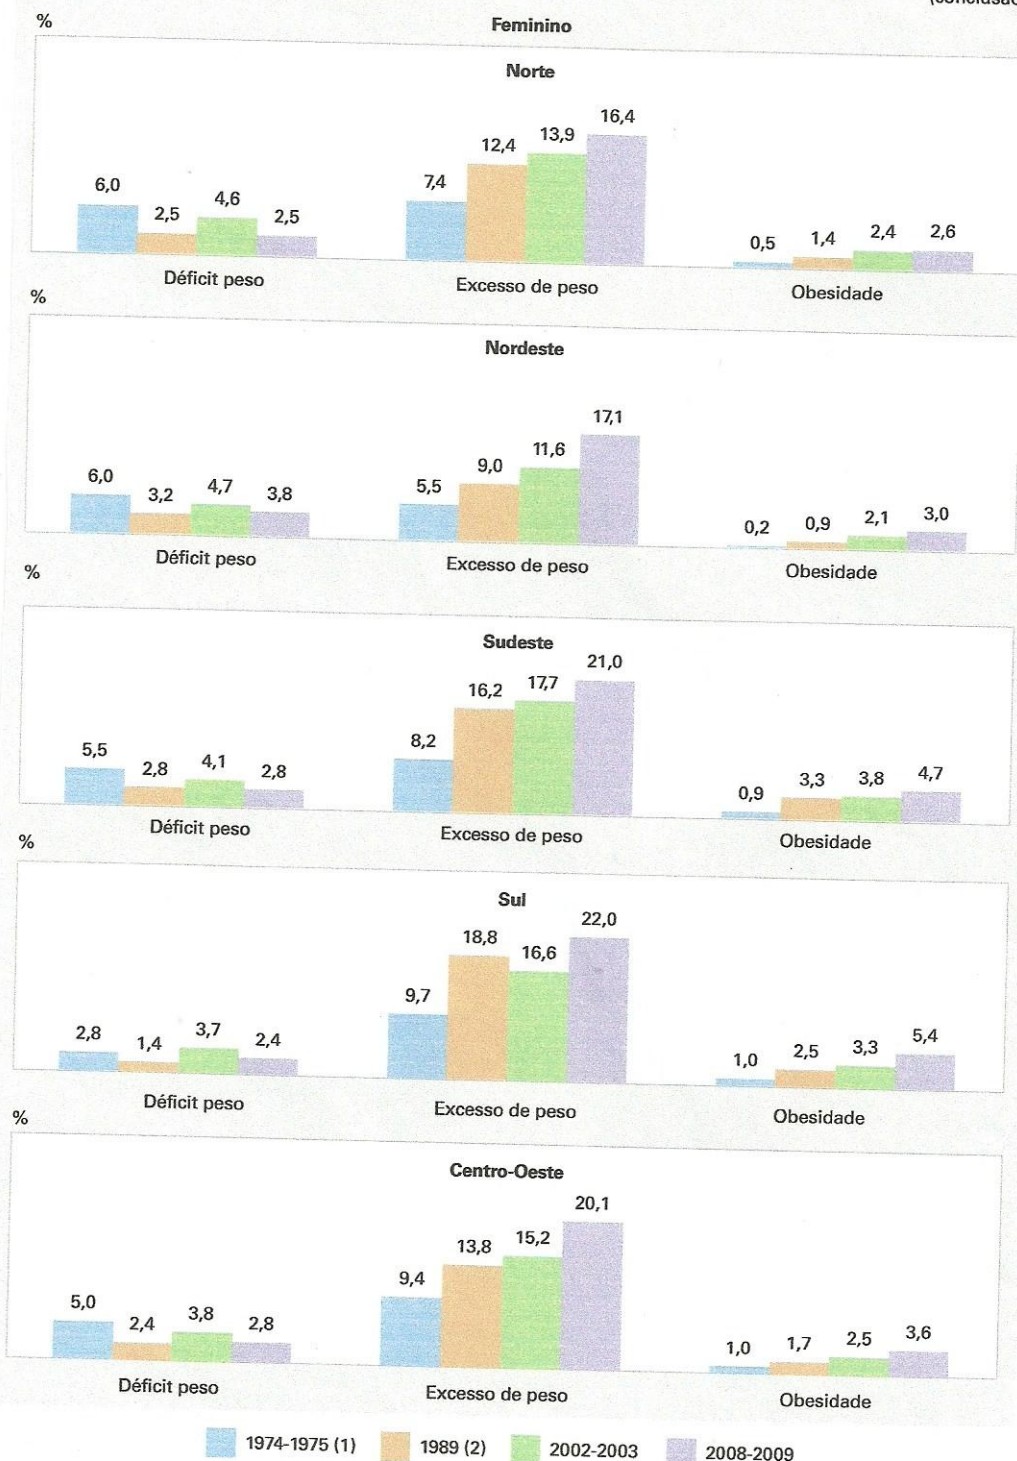 (conclusão
%
Feminino
Norte
6,0 2,5 4,6 2,5 7,4 12,4 13,9 16,4 0,5 1,4 2,4 2,6
Déficit peso Excesso de peso Obesidade
%
Nordeste
6,0 3,2 4,7 3,8 5,5 9,0 11,6 17,1 0,2 0,9 2,1 3,0
Déficit peso Excesso de peso Obesidade
%
Sudeste
5,5 2,8 4,1 2,8 8,2 16,2 17,7 21,0 0,9 3,3 3,8 4,7
Déficit peso Excesso de peso Obesidade
%
Sul
2,8 1,4 3,7 2,4 9,7 18,8 16,6 22,0 1,0 2,5 3,3 5,4
Déficit peso Excesso de peso Obesidade
%
Centro-Oeste
5,0 2,4 3,8 2,8 9,4 13,8 15,2 20,1 1,0 1,7 2,5 3,6
Déficit peso Excesso de peso Obesidade
1974-1975 (1) 1989 (2) 2002-2003 2008-2009